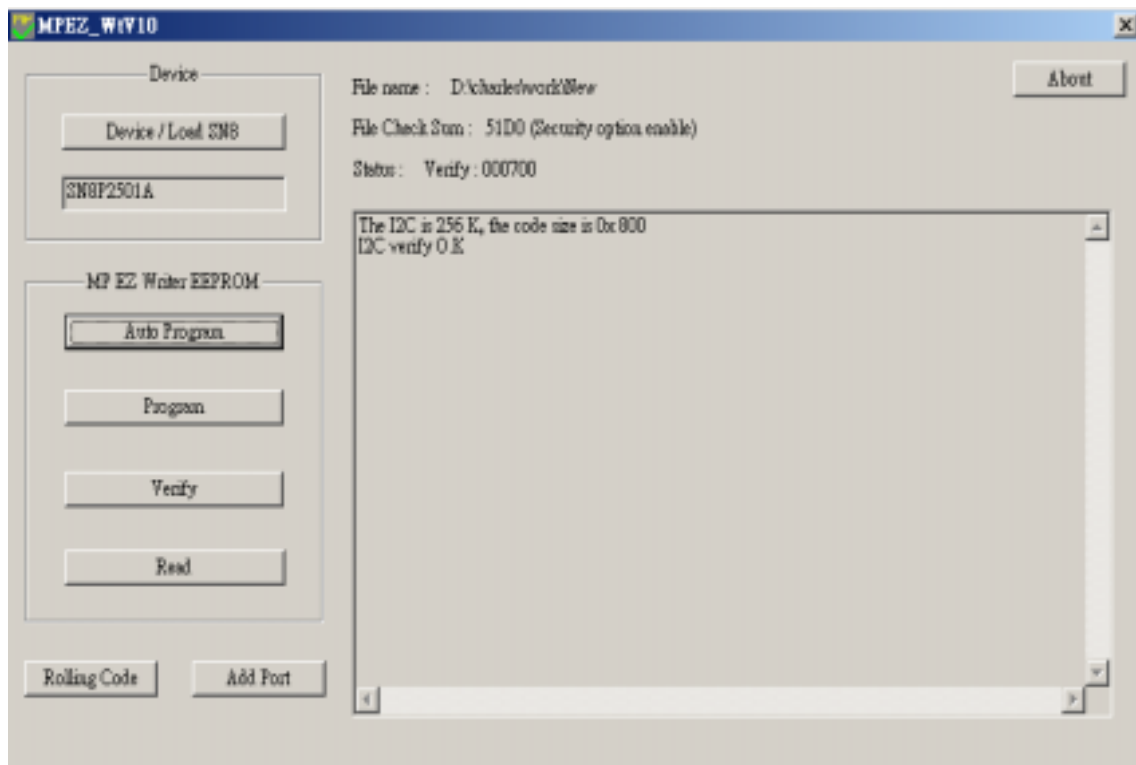 MPEZ_WtV10
Device
Device / Load SN8
SN8P2501A
MP EZ Writer EEPROM
Auto Program
Program
Verify
Read
Rolling Code
Add Port
File name : D:\charles\work\New
File Check Sum : 51D0 (Security option enable)
Status : Verify : 000700
About
The I2C is 256 K, the code size is 0x 800
I2C verify O.K